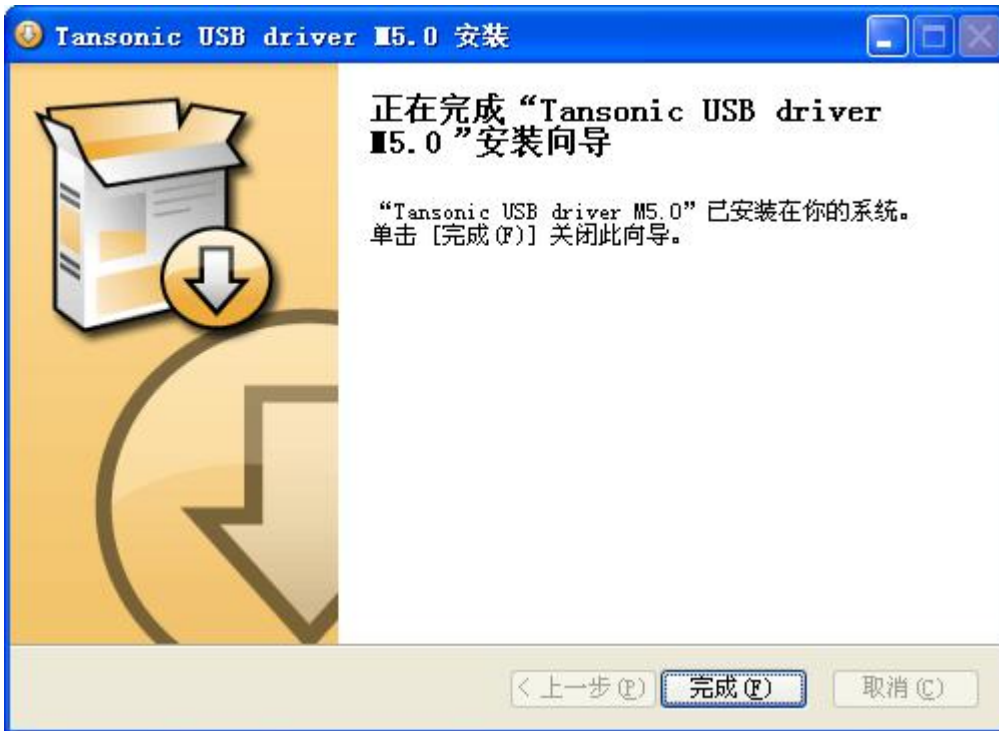 Tansonic USB driver M5.0 安装
正在完成“Tansonic USB driver
M5.0”安装向导
“Tansonic USB driver M5.0”已安装在你的系统。
单击 [完成(F)] 关闭此向导。
< 上一步(P)
完成(F)
取消(C)